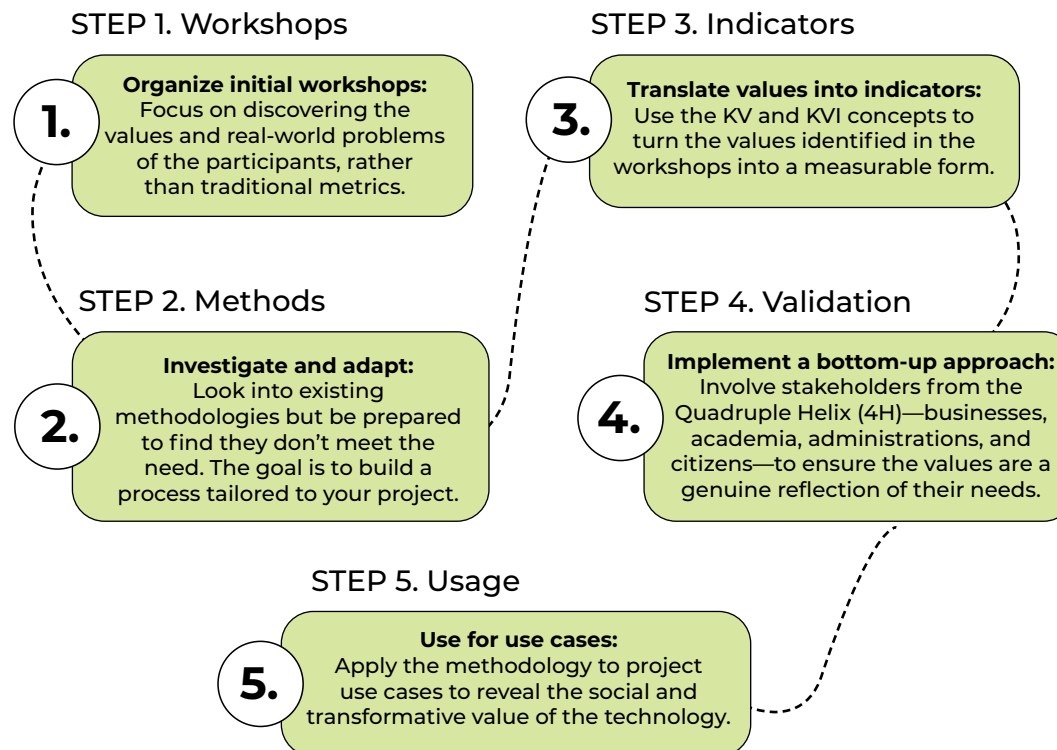 STEP 1. Workshops
1.
Organize initial workshops:
Focus on discovering the
values and real-world problems
of the participants, rather
than traditional metrics.
STEP 2. Methods
2.
Investigate and adapt:
Look into existing
methodologies but be prepared
to find they don’t meet the
need. The goal is to build a
process tailored to your project.
STEP 3. Indicators
3.
Translate values into indicators:
Use the KV and KVI concepts to
turn the values identified in the
workshops into a measurable form.
STEP 4. Validation
4.
Implement a bottom-up approach:
Involve stakeholders from the
Quadruple Helix (4H)—businesses,
academia, administrations, and
citizens—to ensure the values are a
genuine reflection of their needs.
STEP 5. Usage
5.
Use for use cases:
Apply the methodology to project
use cases to reveal the social and
transformative value of the technology.